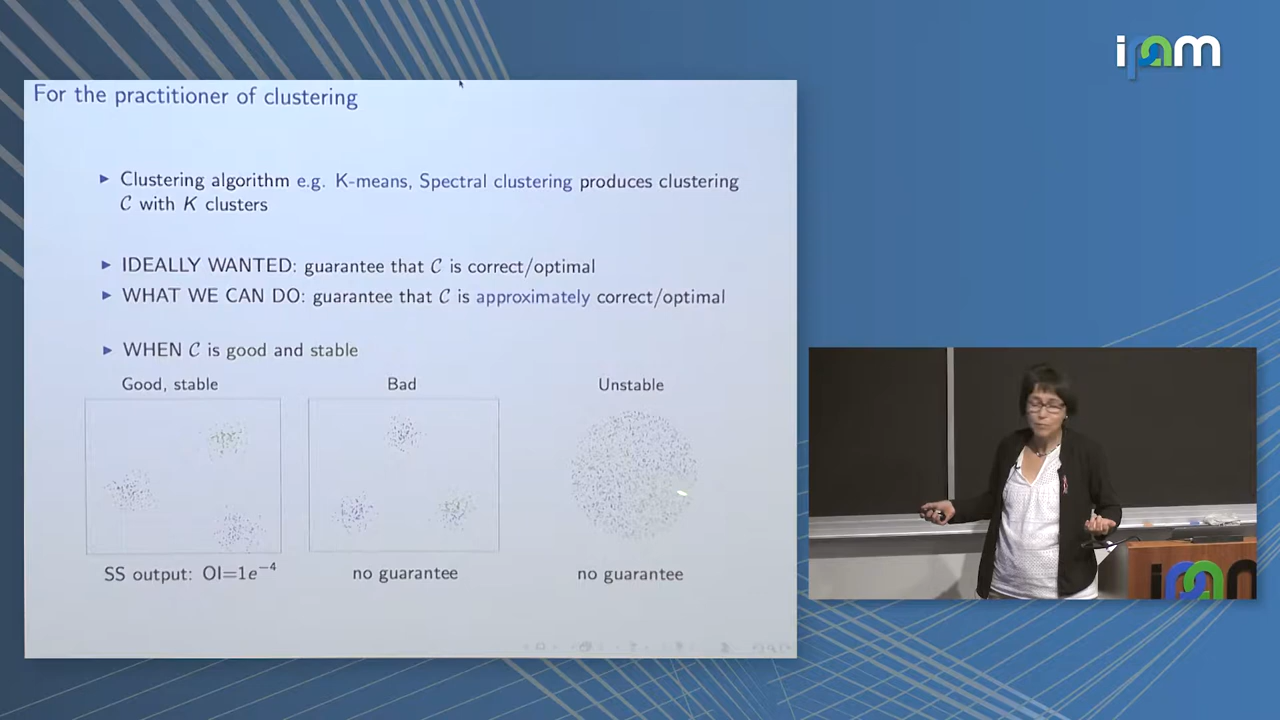 ipam
For the practitioner of clustering
▶ Clustering algorithm e.g. K-means, Spectral clustering produces clustering
𝒞 with K clusters
▶ IDEALLY WANTED: guarantee that 𝒞 is correct/optimal
▶ WHAT WE CAN DO: guarantee that 𝒞 is approximately correct/optimal
▶ WHEN 𝒞 is good and stable
Good, stable Bad Unstable
SS output: OI=1e⁻⁴ no guarantee no guarantee
ipam